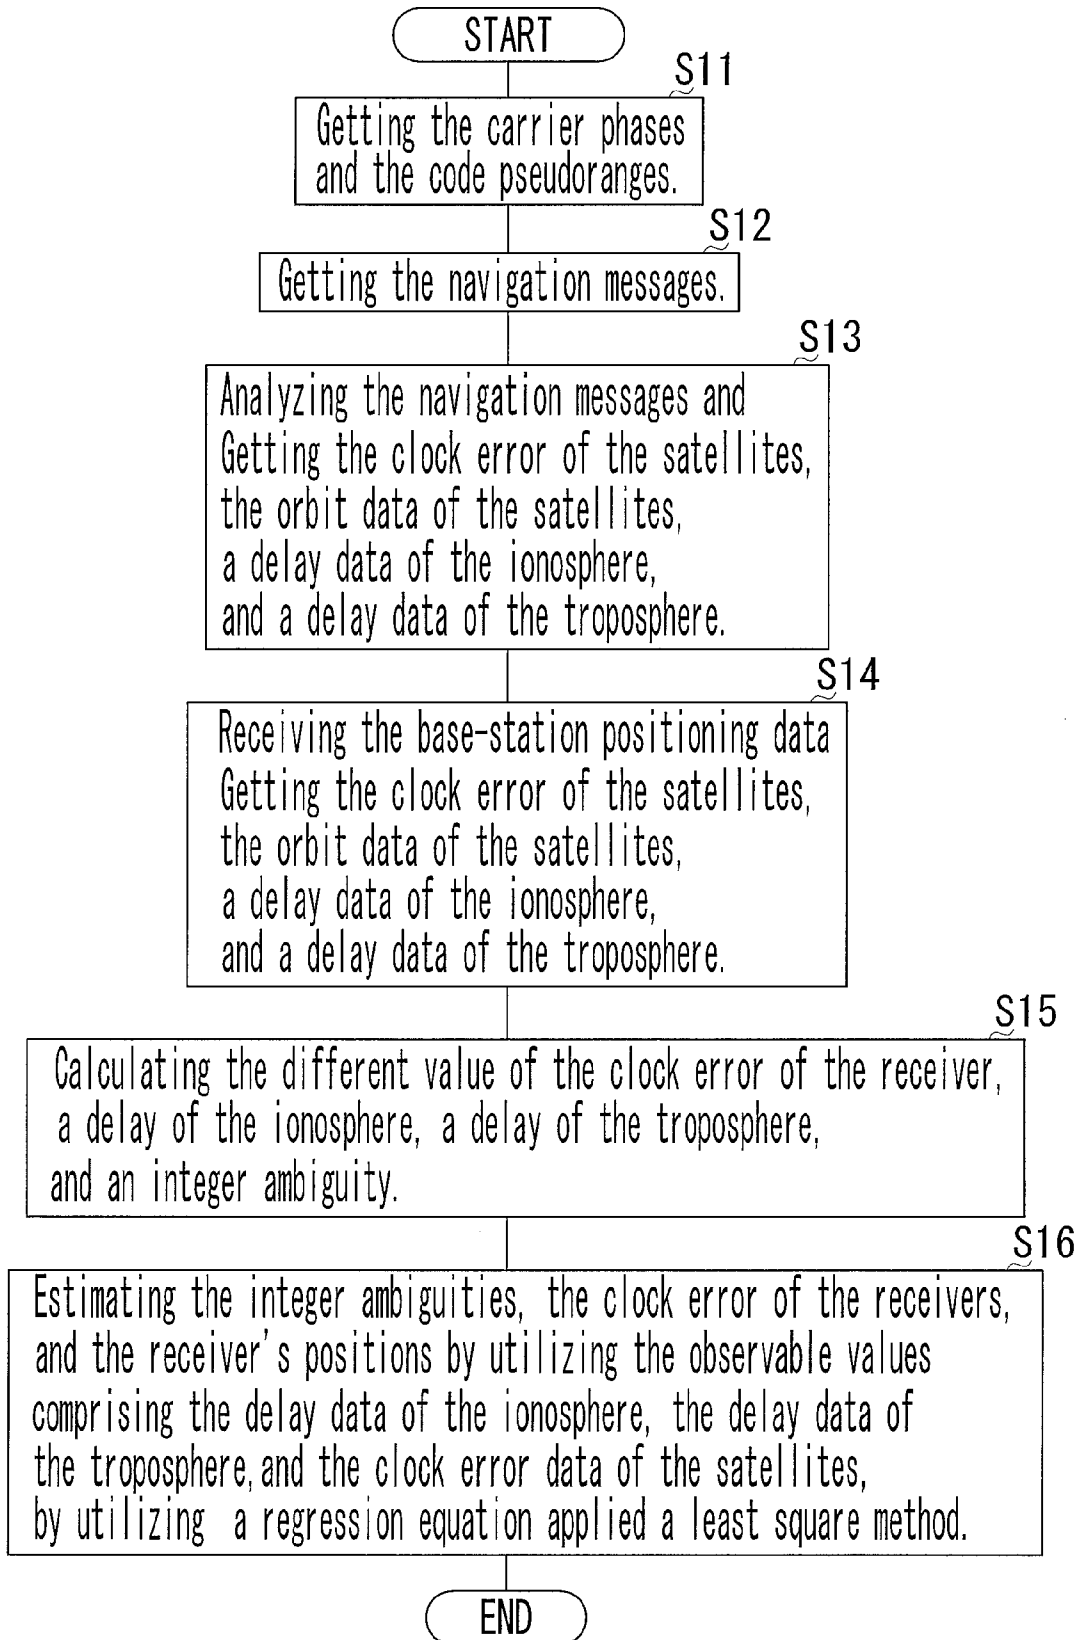 START
S11
Getting the carrier phases
and the code pseudoranges.
S12
Getting the navigation messages.
S13
Analyzing the navigation messages and
Getting the clock error of the satellites,
the orbit data of the satellites,
a delay data of the ionosphere,
and a delay data of the troposphere.
S14
Receiving the base-station positioning data
Getting the clock error of the satellites,
the orbit data of the satellites,
a delay data of the ionosphere,
and a delay data of the troposphere.
S15
Calculating the different value of the clock error of the receiver,
a delay of the ionosphere, a delay of the troposphere,
and an integer ambiguity.
S16
Estimating the integer ambiguities, the clock error of the receivers,
and the receiver's positions by utilizing the observable values
comprising the delay data of the ionosphere, the delay data of
the troposphere, and the clock error data of the satellites,
by utilizing a regression equation applied a least square method.
END